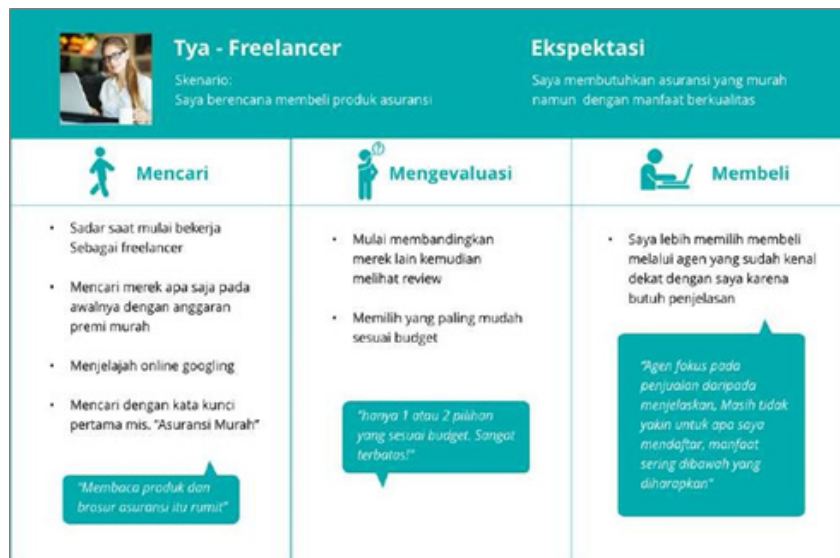 Tya - Freelancer
Skenario:
Saya berencana membeli produk asuransi
Ekspektasi
Saya membutuhkan asuransi yang murah
namun dengan manfaat berkualitas
Mencari
• Sadar saat mulai bekerja
Sebagai freelancer
• Mencari merek apa saja pada
awalnya dengan anggaran
premi murah
• Menjelajah online googling
• Mencari dengan kata kunci
pertama mis. "Asuransi Murah"
"Membaca produk dan
brosur asuransi itu rumit"
?
Mengevaluasi
• Mulai membandingkan
merek lain kemudian
melihat review
• Memilih yang paling mudah
sesuai budget
"hanya 1 atau 2 pilihan
yang sesuai budget. Sangat
terbatas!"
Membeli
• Saya lebih memilih membeli
melalui agen yang sudah kenal
dekat dengan saya karena
butuh penjelasan
"Agen fokus pada
penjualan daripada
menjelaskan, Masih tidak
yakin untuk apa saya
mendaftar, manfaat
sering dibawah yang
diharapkan"